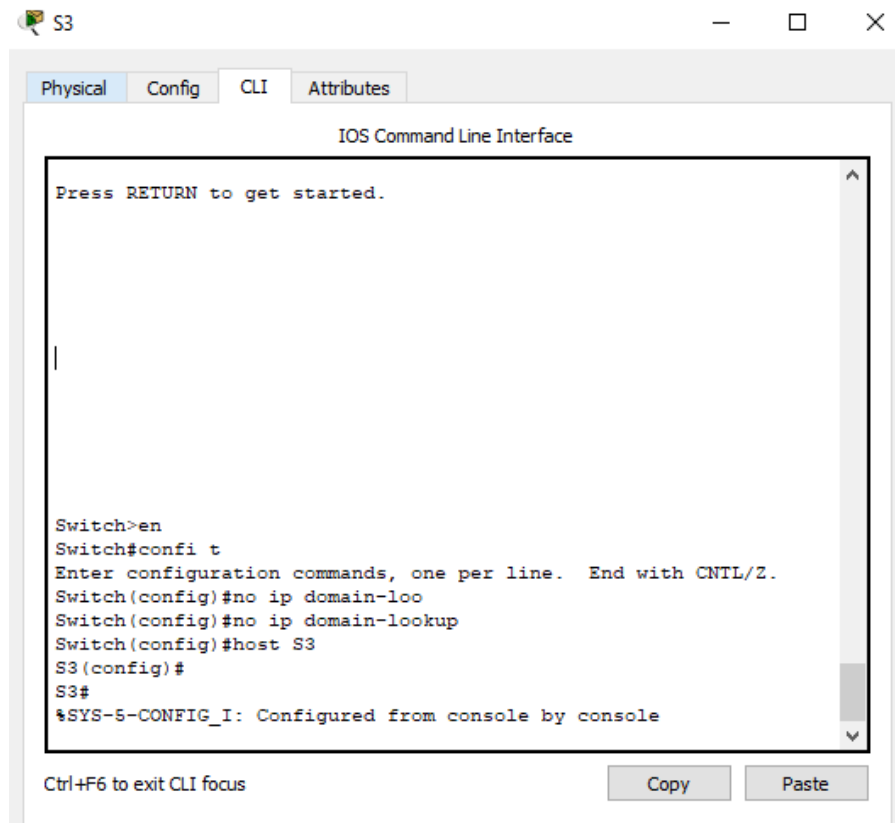 S3
Physical Config CLI Attributes
IOS Command Line Interface
Press RETURN to get started.
Switch>en
Switch#confi t
Enter configuration commands, one per line.  End with CNTL/Z.
Switch(config)#no ip domain-loo
Switch(config)#no ip domain-lookup
Switch(config)#host S3
S3(config)#
S3#
%SYS-5-CONFIG_I: Configured from console by console
Ctrl+F6 to exit CLI focus Copy Paste